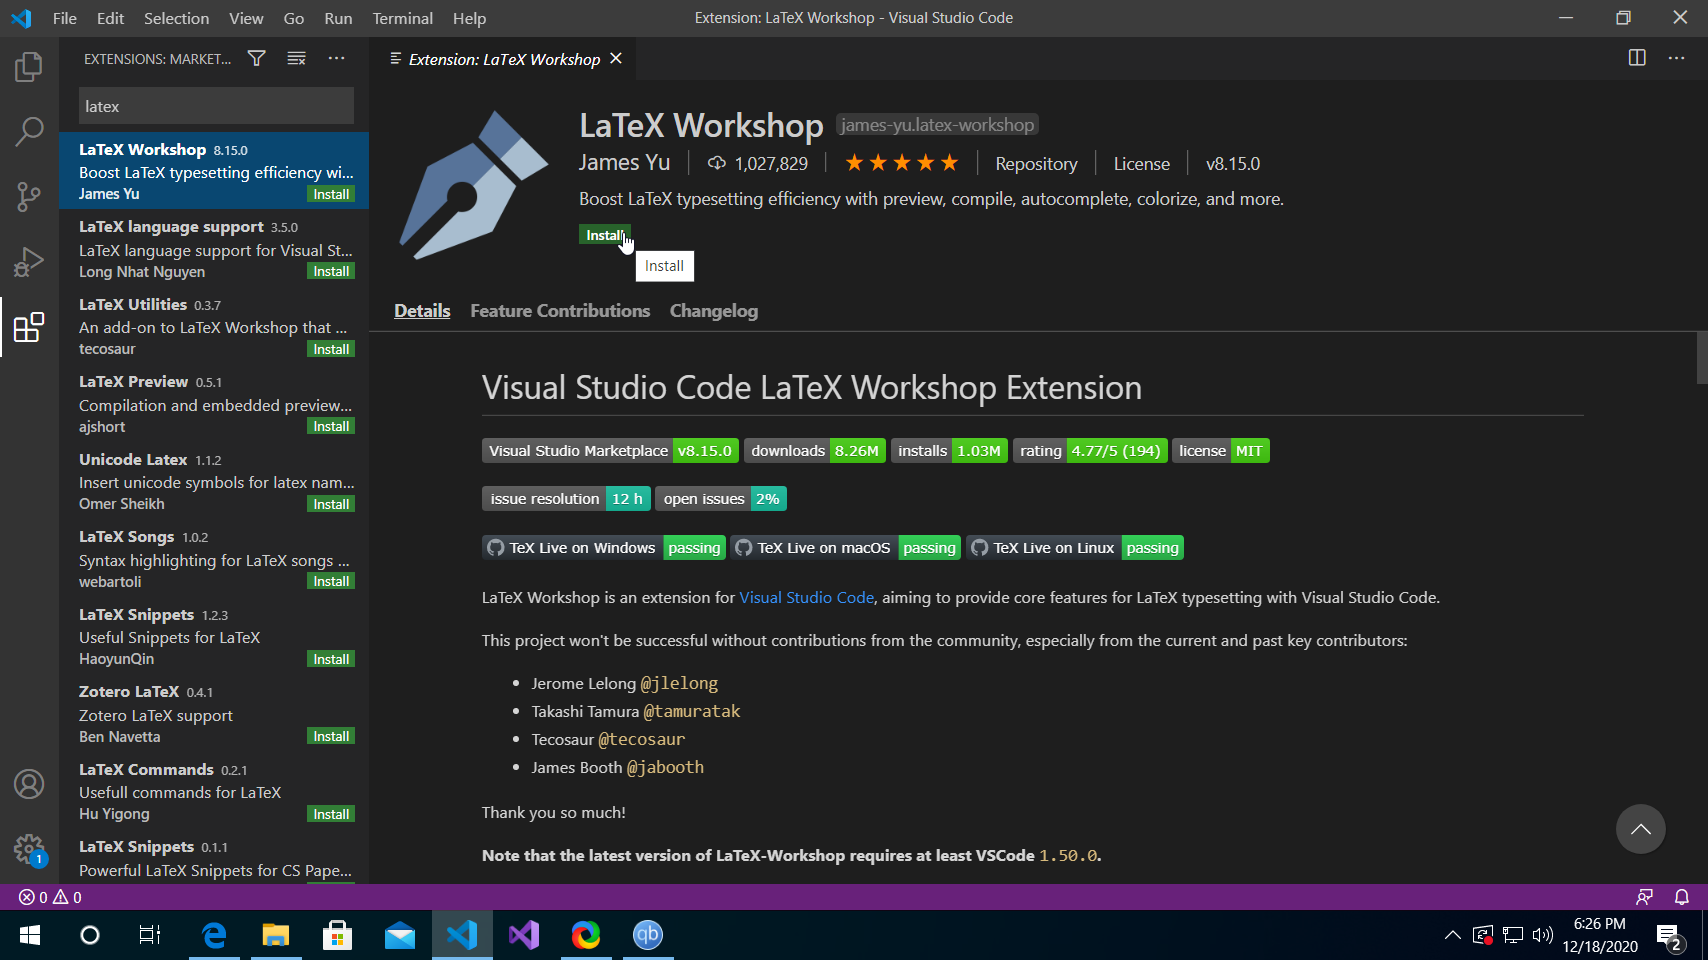 File Edit Selection View Go Run Terminal Help
Extension: LaTeX Workshop - Visual Studio Code
EXTENSIONS: MARKET...
latex
LaTeX Workshop 8.15.0
Boost LaTeX typesetting efficiency wi...
James Yu Install
LaTeX language support 3.5.0
LaTeX language support for Visual St...
Long Nhat Nguyen Install
LaTeX Utilities 0.3.7
An add-on to LaTeX Workshop that ...
tecosaur Install
LaTeX Preview 0.5.1
Compilation and embedded preview...
ajshort Install
Unicode Latex 1.1.2
Insert unicode symbols for latex nam...
Omer Sheikh Install
LaTeX Songs 1.0.2
Syntax highlighting for LaTeX songs ...
webartoli Install
LaTeX Snippets 1.2.3
Useful Snippets for LaTeX
HaoyunQin Install
Zotero LaTeX 0.4.1
Zotero LaTeX support
Ben Navetta Install
LaTeX Commands 0.2.1
Usefull commands for LaTeX
Hu Yigong Install
LaTeX Snippets 0.1.1
Powerful LaTeX Snippets for CS Pape...
Extension: LaTeX Workshop
LaTeX Workshop james-yu.latex-workshop
James Yu 1,027,829 Repository License v8.15.0
Boost LaTeX typesetting efficiency with preview, compile, autocomplete, colorize, and more.
Install
Install
Details Feature Contributions Changelog
Visual Studio Code LaTeX Workshop Extension
Visual Studio Marketplace v8.15.0 downloads 8.26M installs 1.03M rating 4.77/5 (194) license MIT
issue resolution 12 h open issues 2%
TeX Live on Windows passing TeX Live on macOS passing TeX Live on Linux passing
LaTeX Workshop is an extension for Visual Studio Code, aiming to provide core features for LaTeX typesetting with Visual Studio Code.
This project won't be successful without contributions from the community, especially from the current and past key contributors:
• Jerome Lelong @jlelong
• Takashi Tamura @tamuratak
• Tecosaur @tecosaur
• James Booth @jabooth
Thank you so much!
Note that the latest version of LaTeX-Workshop requires at least VSCode 1.50.0.
1
0 0
qb
6:26 PM
12/18/2020
2